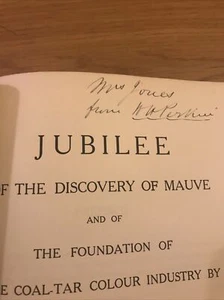 Mrs Jones
from W H Perkin
JUBILEE
OF THE DISCOVERY OF MAUVE
AND OF
THE FOUNDATION OF
E COAL-TAR COLOUR INDUSTRY BY